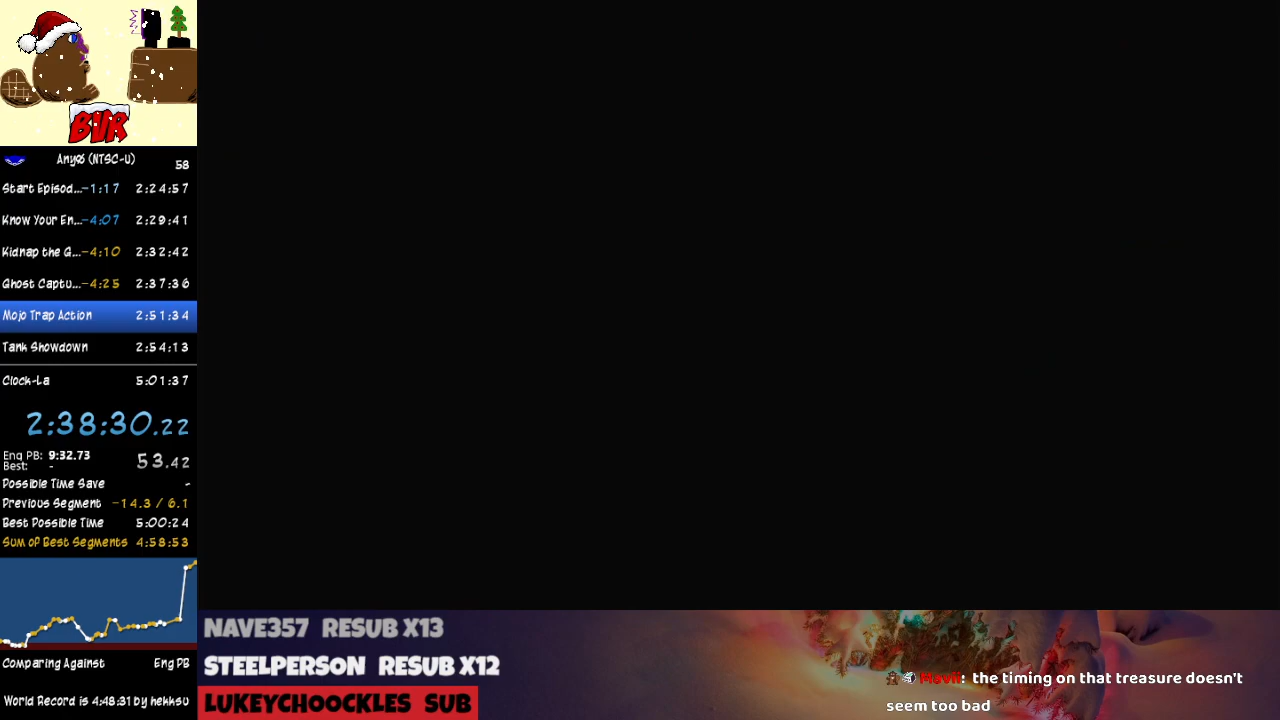 BVR
Any% (NTSC-U)
58
Start Episod... -1:17 2:24:57
Know Your En... -4:07 2:29:41
Kidnap the G... -4:10 2:32:42
Ghost Captu... -4:25 2:37:36
Mojo Trap Action 2:51:34
Tank Showdown 2:54:13
Clock-La 5:01:37
2:38:30.22
Eng PB: 9:32.73 53.42
Best: -
Possible Time Save -
Previous Segment -14.3 / 6.1
Best Possible Time 5:00:24
Sum of Best Segments 4:58:53
Comparing Against Eng PB
World Record is 4:48:31 by hekksu
NAVE357 RESUB X13
STEELPERSON RESUB X12
LUKEYCHOOCKLES SUB
Mavii: the timing on that treasure doesn't
seem too bad